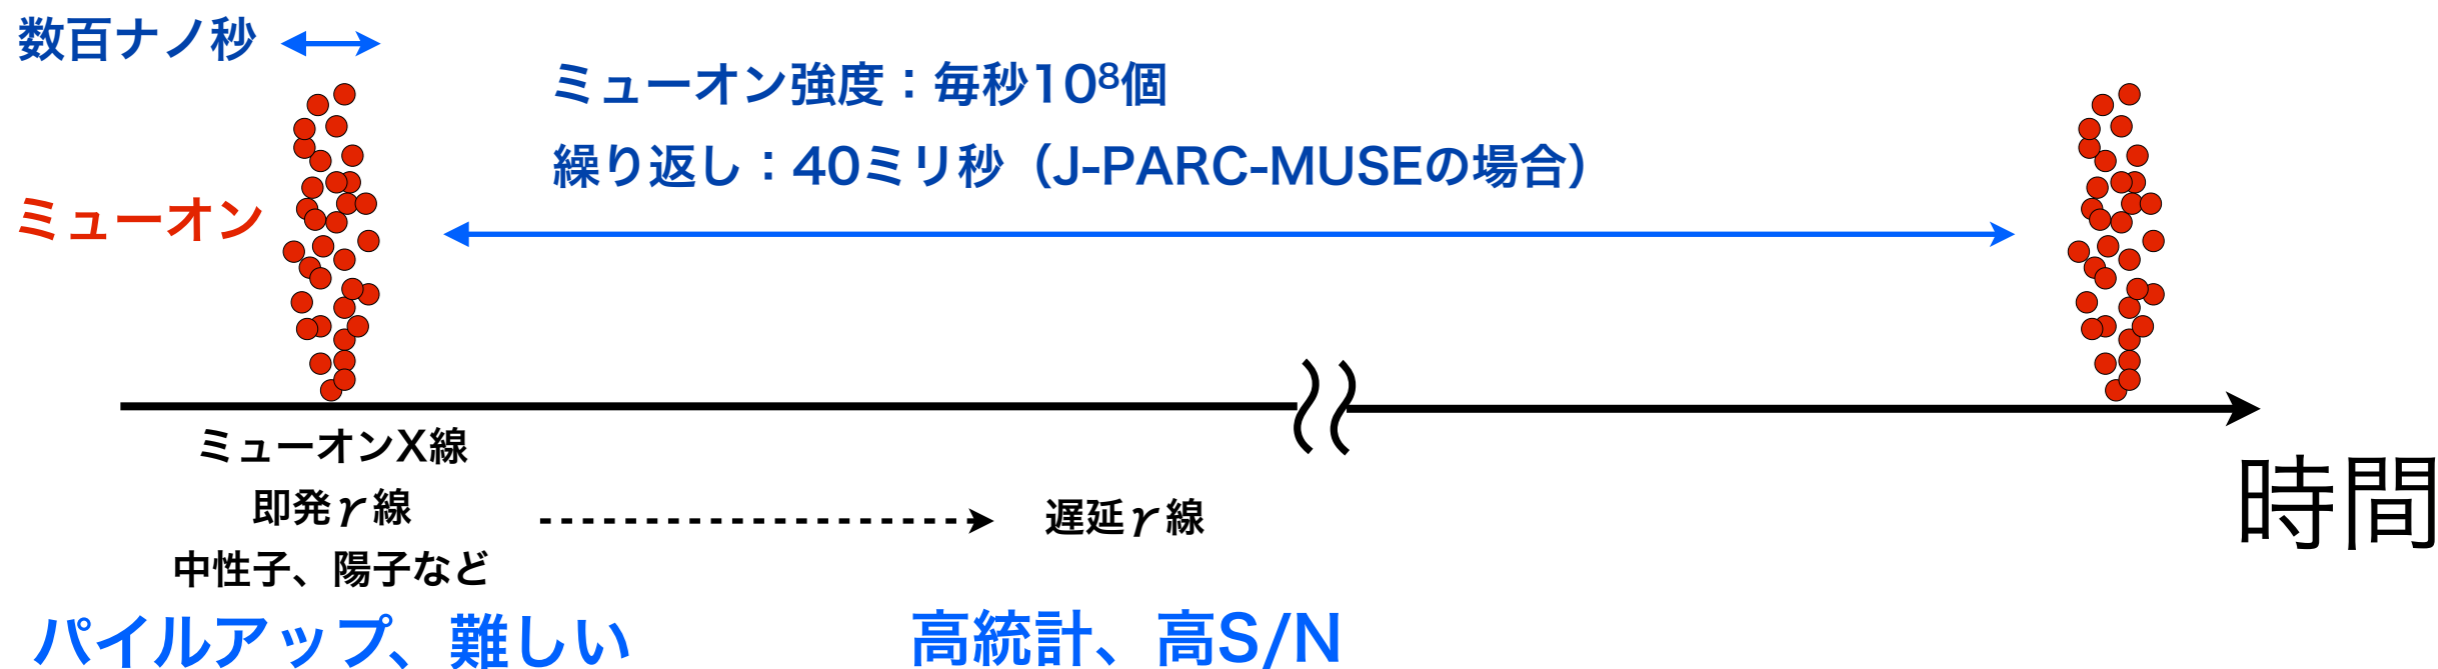 数百ナノ秒
ミューオン強度：毎秒10⁸個
繰り返し：40ミリ秒（J-PARC-MUSEの場合）
ミューオン
ミューオンX線
即発γ線
中性子、陽子など
遅延γ線
時間
パイルアップ、難しい
高統計、高S/N